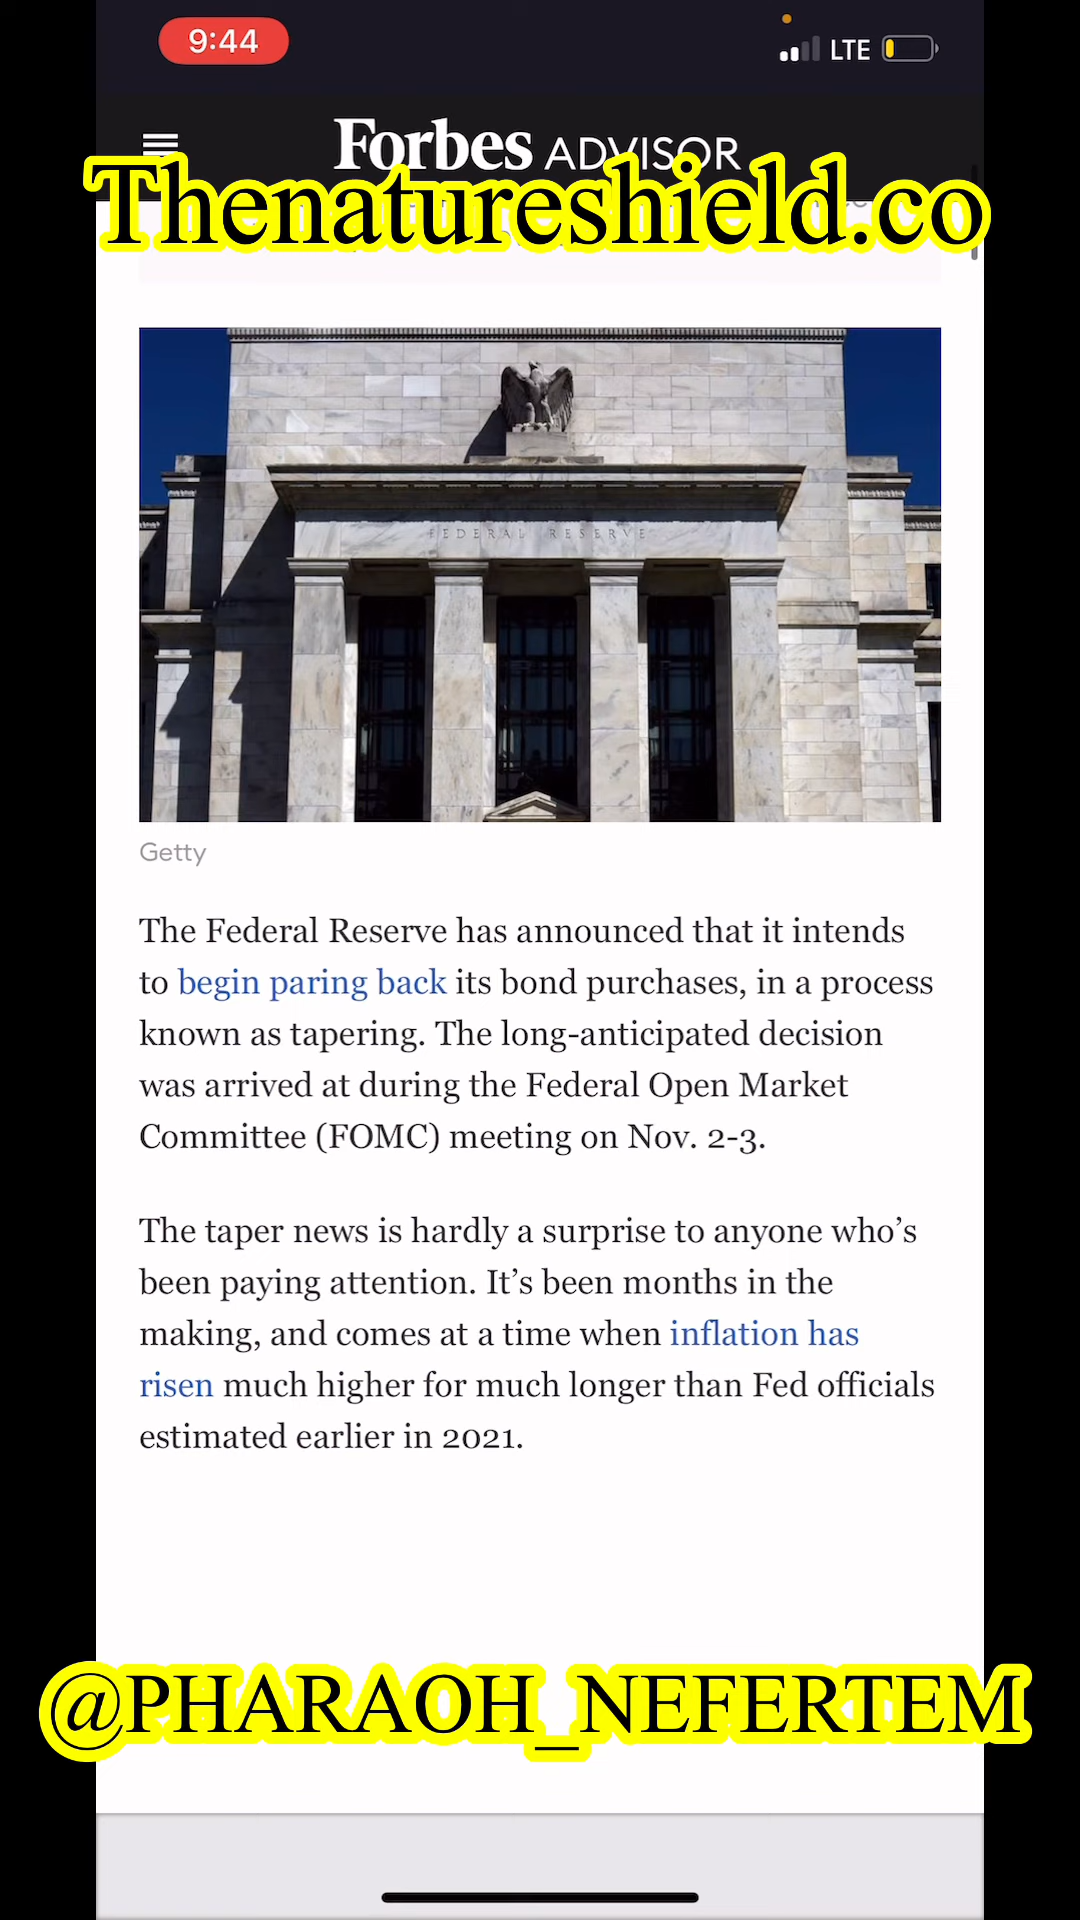 9:44
LTE
Forbes ADVISOR
Thenatureshield.co
FEDERAL RESERVE
Getty
The Federal Reserve has announced that it intends
to begin paring back its bond purchases, in a process
known as tapering. The long-anticipated decision
was arrived at during the Federal Open Market
Committee (FOMC) meeting on Nov. 2-3.
The taper news is hardly a surprise to anyone who’s
been paying attention. It’s been months in the
making, and comes at a time when inflation has
risen much higher for much longer than Fed officials
estimated earlier in 2021.
@PHARAOH_NEFERTEM